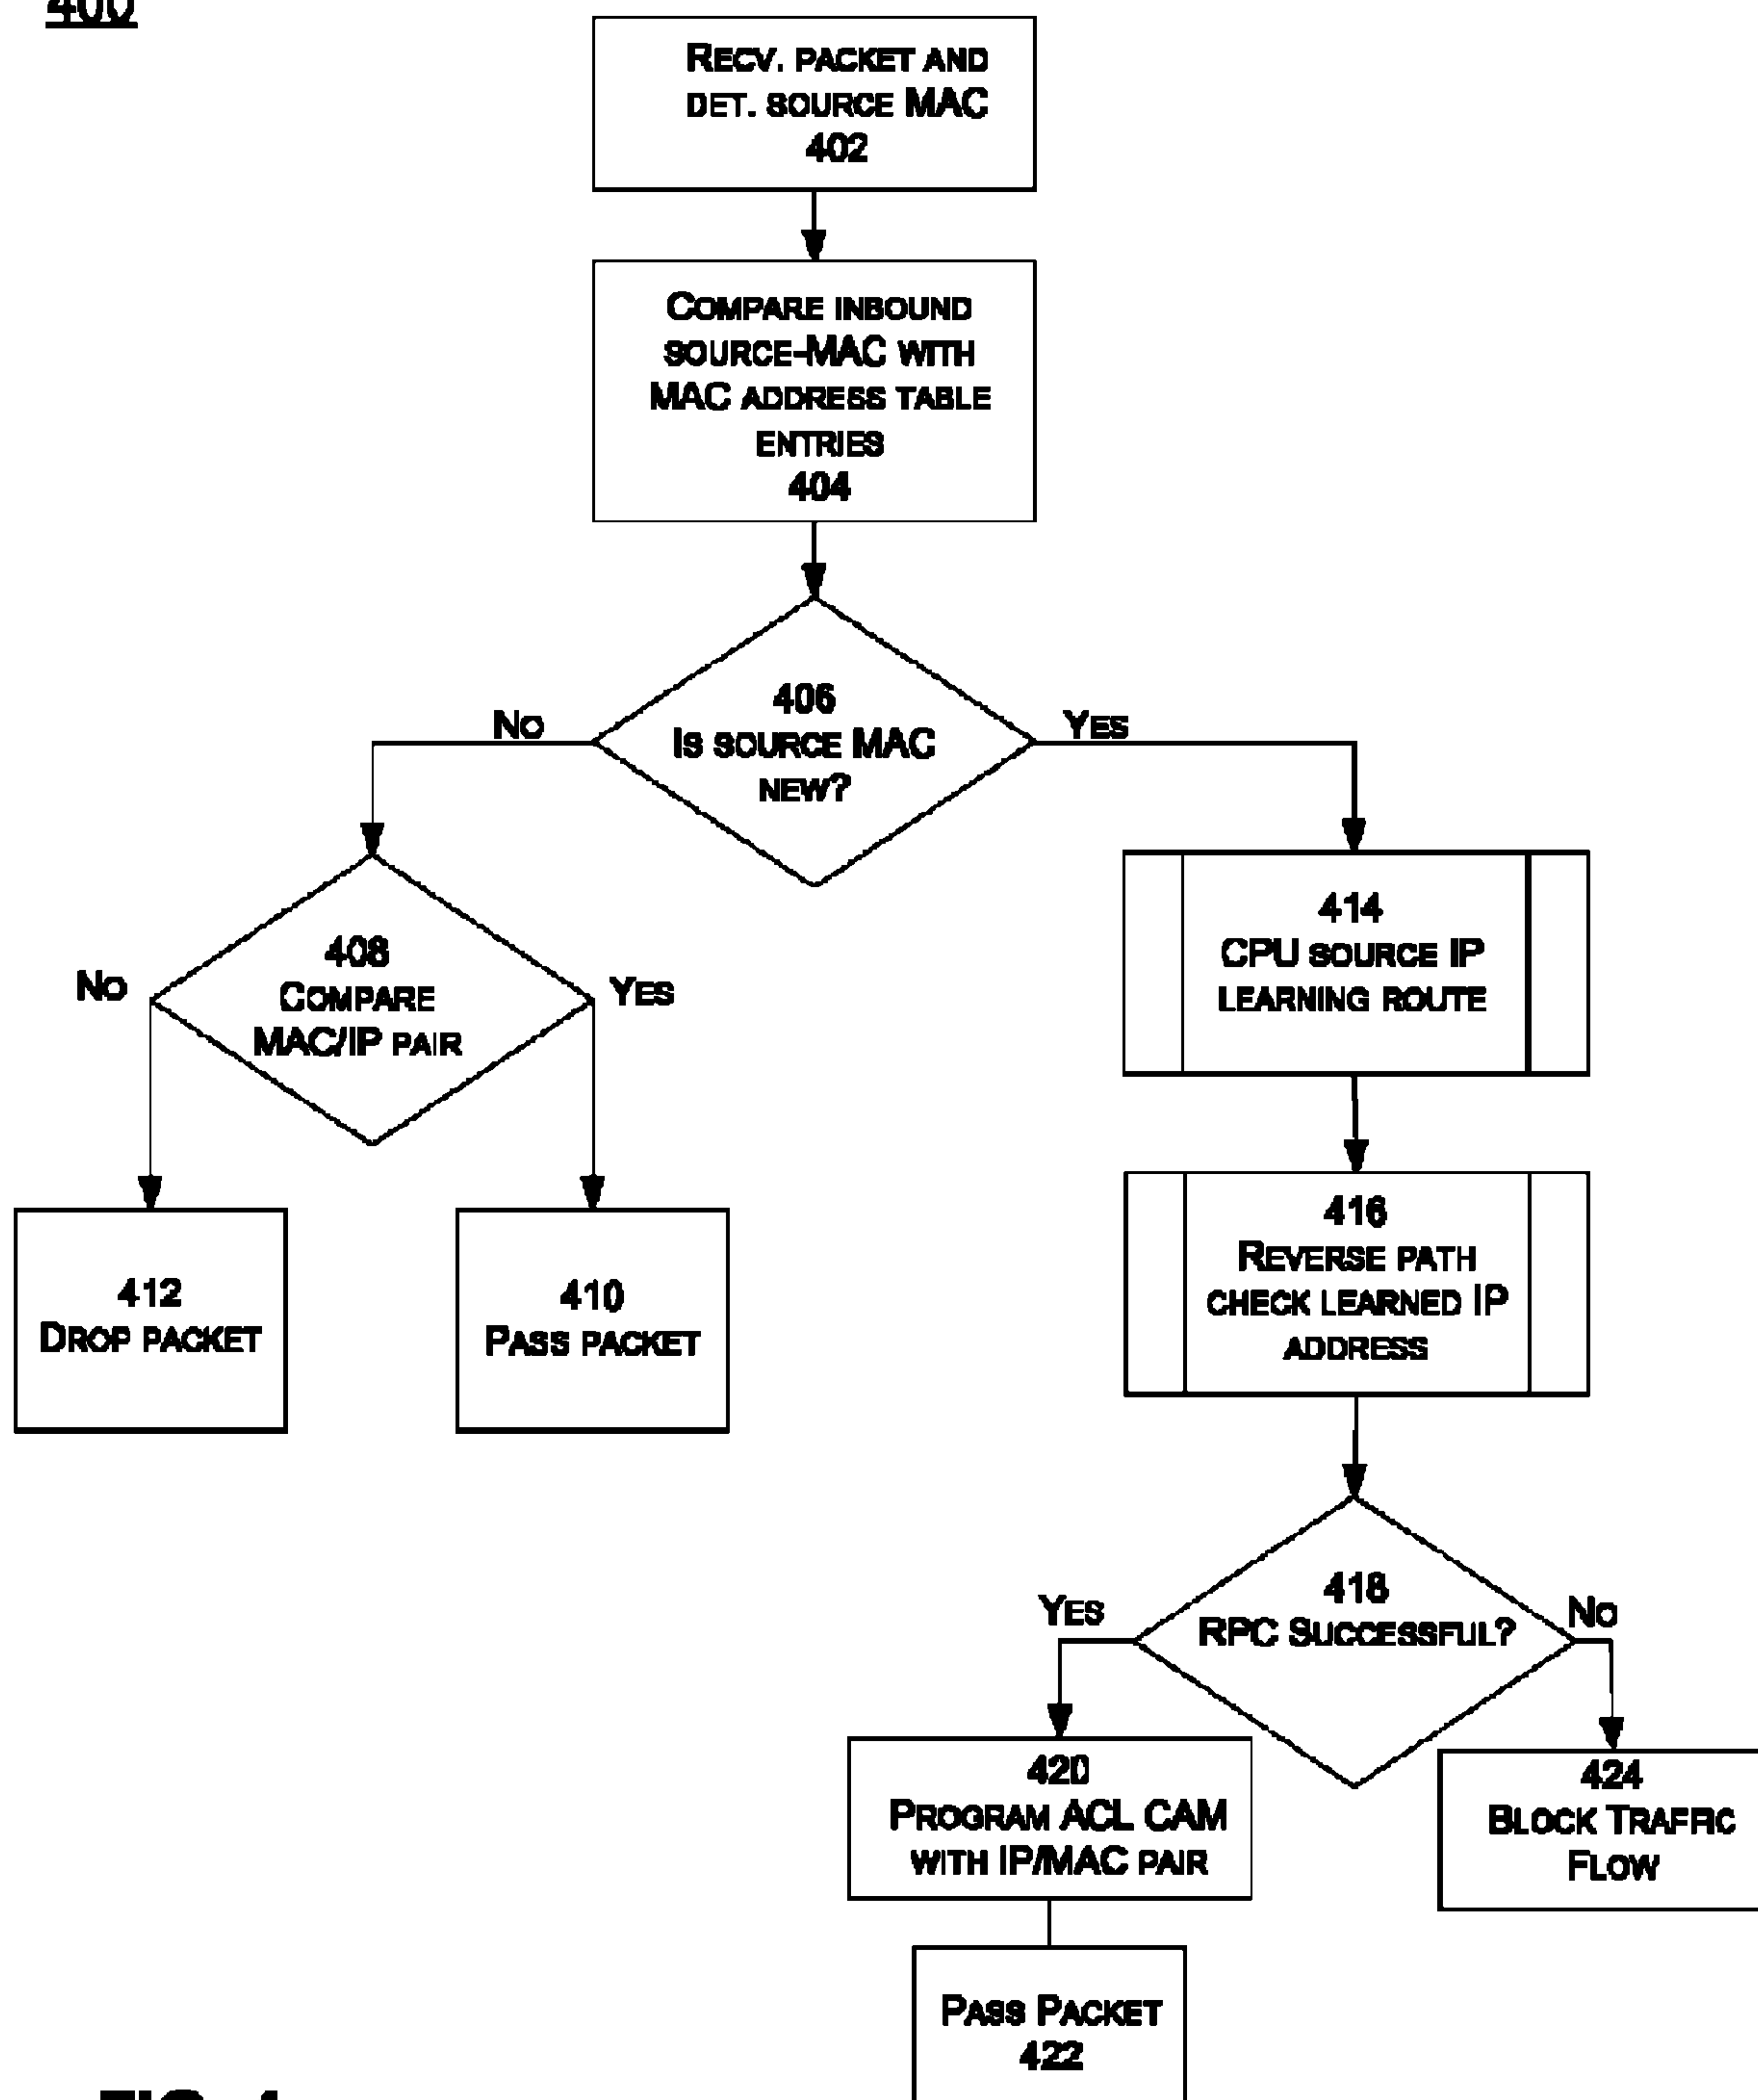 400
RECV. PACKET AND
DET. SOURCE MAC
402
COMPARE INBOUND
SOURCE-MAC WITH
MAC ADDRESS TABLE
ENTRIES
404
406
IS SOURCE MAC
NEW?
NO
YES
408
COMPARE
MAC/IP PAIR
NO
YES
412
DROP PACKET
410
PASS PACKET
414
CPU SOURCE IP
LEARNING ROUTE
416
REVERSE PATH
CHECK LEARNED IP
ADDRESS
418
RPC SUCCESSFUL?
YES
NO
420
PROGRAM ACL CAM
WITH IP/MAC PAIR
424
BLOCK TRAFFIC
FLOW
PASS PACKET
422